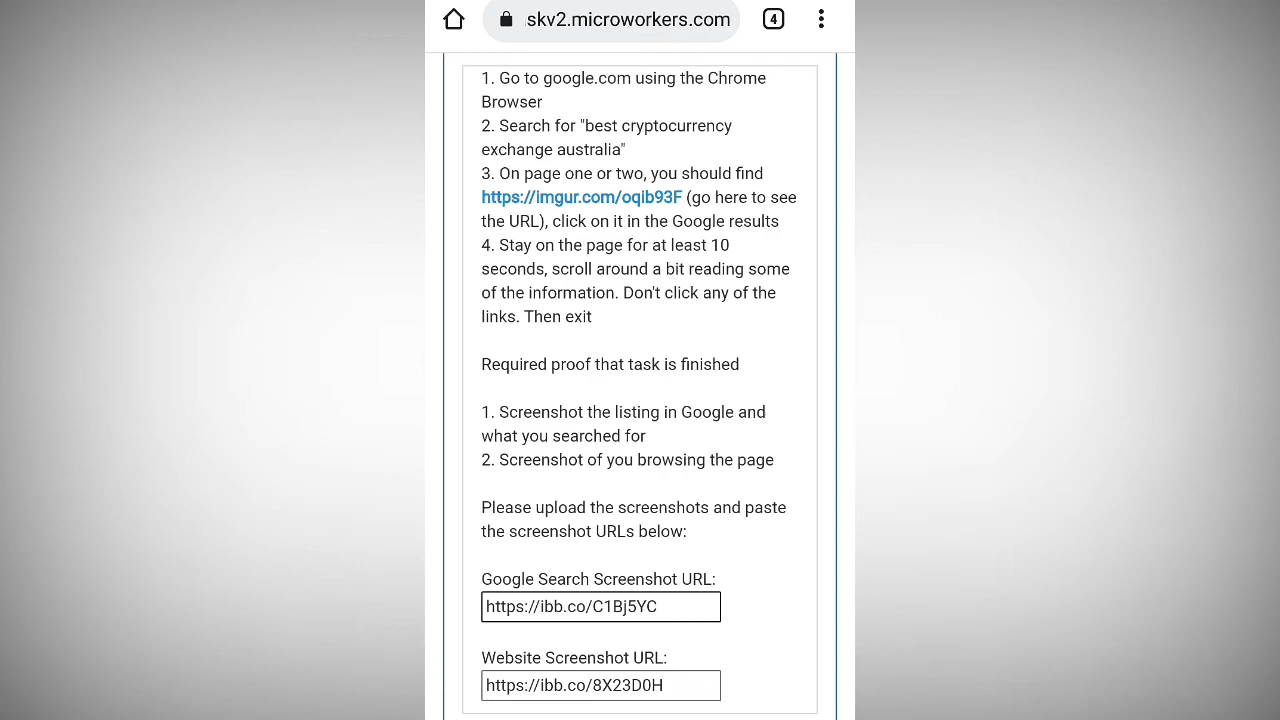 skv2.microworkers.com
4
1. Go to google.com using the Chrome
Browser
2. Search for "best cryptocurrency
exchange australia"
3. On page one or two, you should find
https://imgur.com/oqib93F (go here to see
the URL), click on it in the Google results
4. Stay on the page for at least 10
seconds, scroll around a bit reading some
of the information. Don't click any of the
links. Then exit
Required proof that task is finished
1. Screenshot the listing in Google and
what you searched for
2. Screenshot of you browsing the page
Please upload the screenshots and paste
the screenshot URLs below:
Google Search Screenshot URL:
https://ibb.co/C1Bj5YC
Website Screenshot URL:
https://ibb.co/8X23D0H